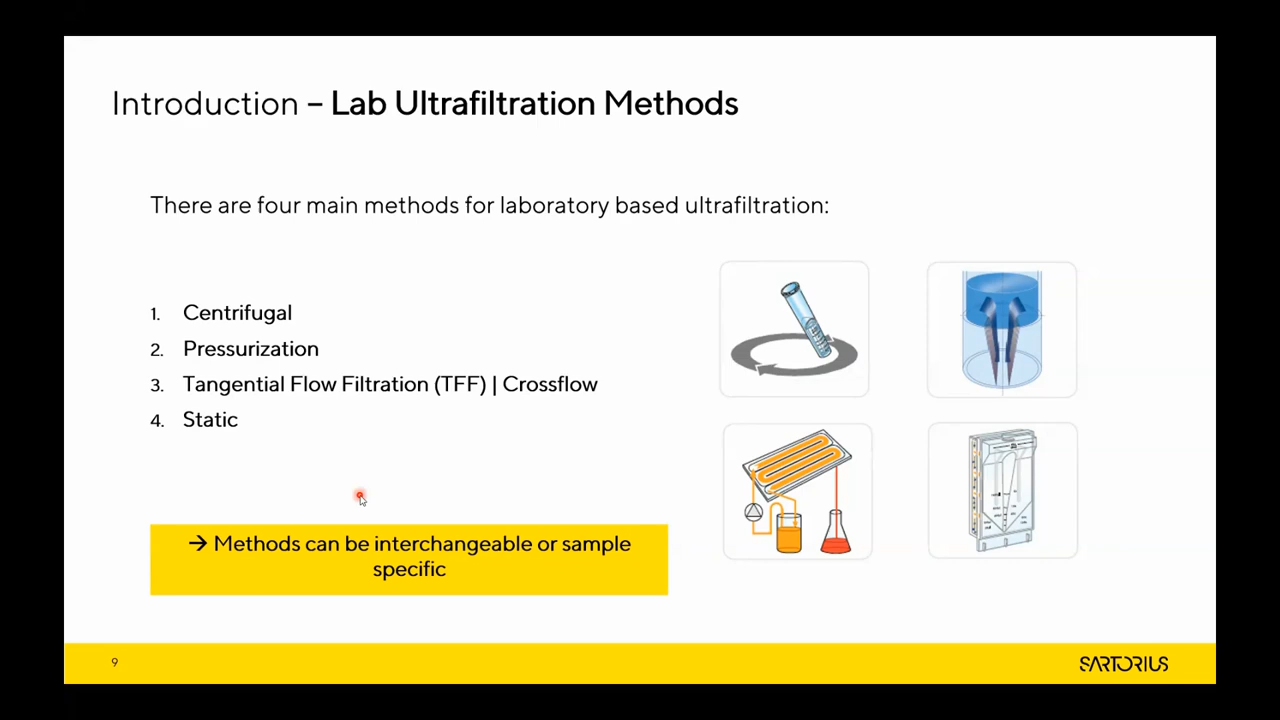 Introduction – Lab Ultrafiltration Methods
There are four main methods for laboratory based ultrafiltration:
1. Centrifugal
2. Pressurization
3. Tangential Flow Filtration (TFF) | Crossflow
4. Static
→ Methods can be interchangeable or sample
specific
9
SARTORIUS